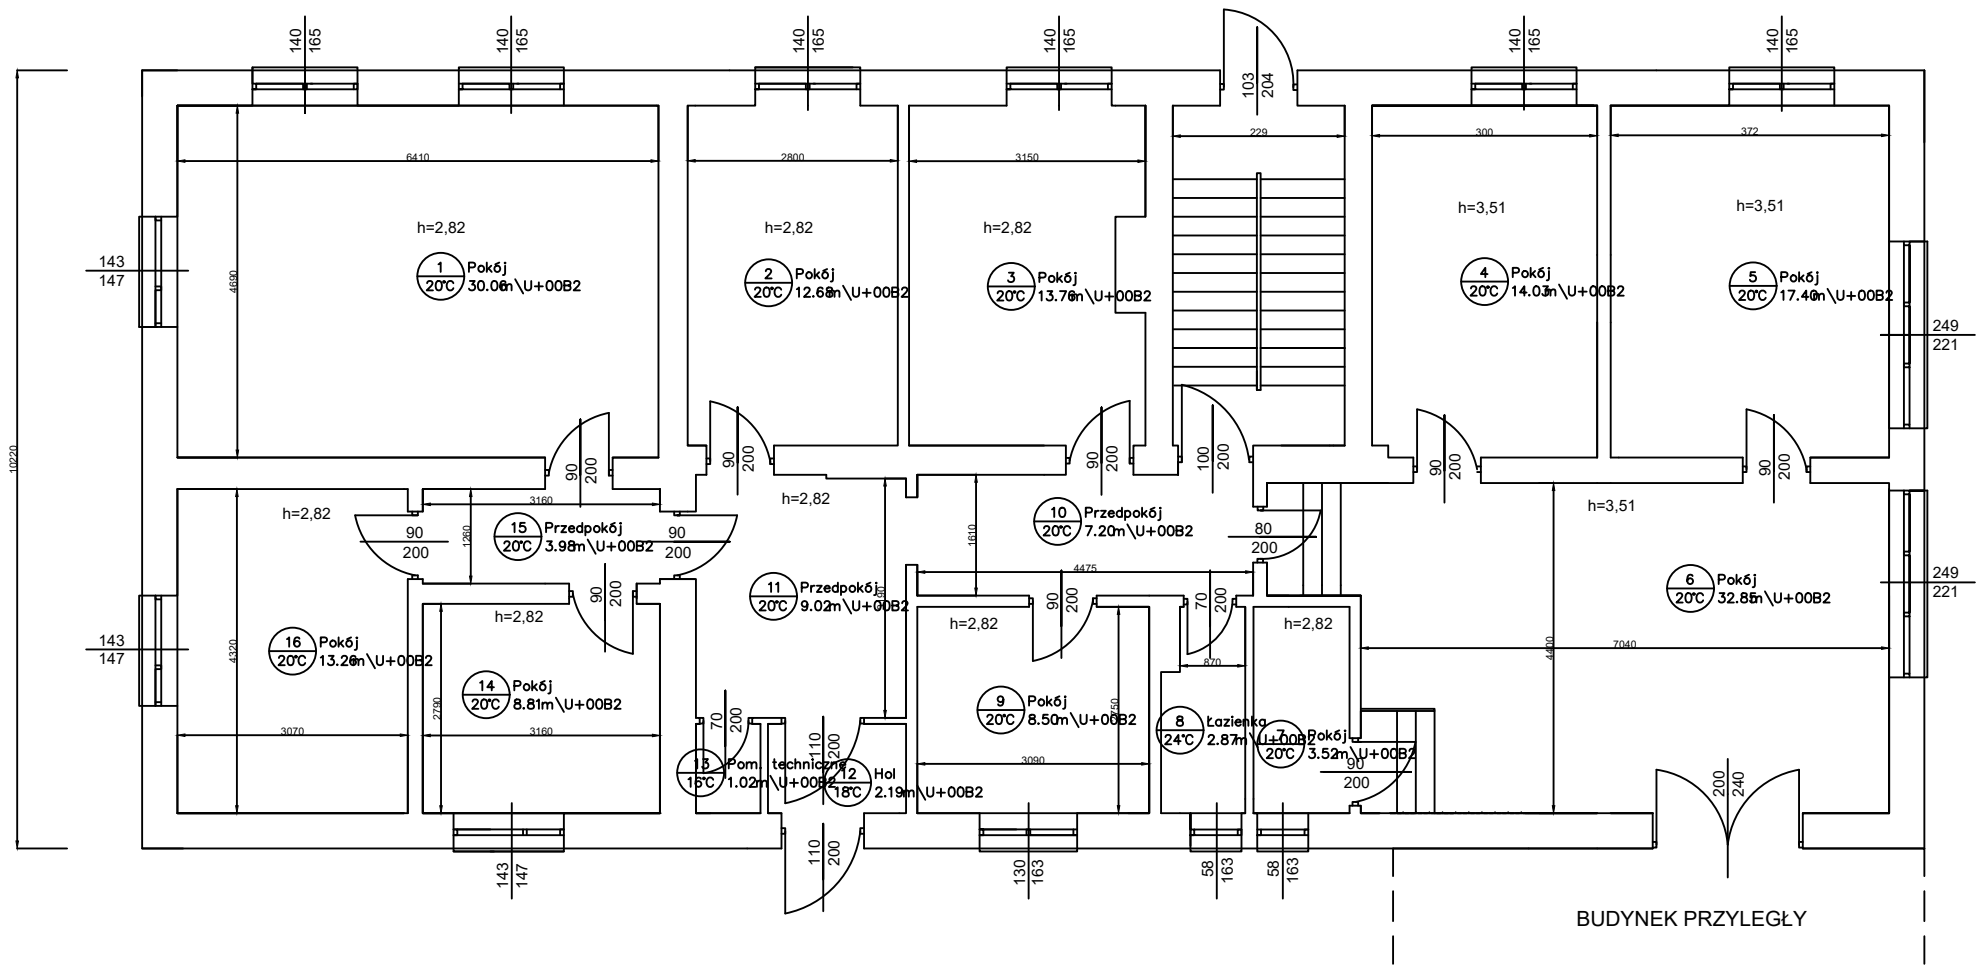 140
165
140
165
140
165
140
165
103
204
140
165
140
165
10220
6410
2800
3150
229
300
372
4690
h=2,82
h=2,82
h=2,82
h=3,51
h=3,51
143
147
1
Pokój
20°C
30.06m\U+00B2
2
Pokój
20°C
12.68m\U+00B2
3
Pokój
20°C
13.76m\U+00B2
4
Pokój
20°C
14.03m\U+00B2
5
Pokój
20°C
17.40m\U+00B2
249
221
90
200
90
200
90
200
100
200
90
200
90
200
3160
h=2,82
h=2,82
h=3,51
1260
15
Przedpokój
20°C
3.98m\U+00B2
90
200
90
200
1610
10
Przedpokój
20°C
7.20m\U+00B2
80
200
4475
11
Przedpokój
20°C
9.02m\U+00B2
6
Pokój
20°C
32.85m\U+00B2
249
221
90
200
90
200
70
200
h=2,82
h=2,82
h=2,82
143
147
16
Pokój
20°C
13.26m\U+00B2
4320
4400
7040
870
14
Pokój
20°C
8.81m\U+00B2
2790
9
Pokój
20°C
8.50m\U+00B2
8
Łazienka
24°C
2.87m\U+00B2
7
Pokój
20°C
3.52m\U+00B2
3070
3160
3090
70
200
110
200
13
Pom. techniczne
16°C
1.02m\U+00B2
12
Hol
18°C
2.19m\U+00B2
90
200
200
240
143
147
110
200
130
163
58
163
58
163
BUDYNEK PRZYLEGŁY